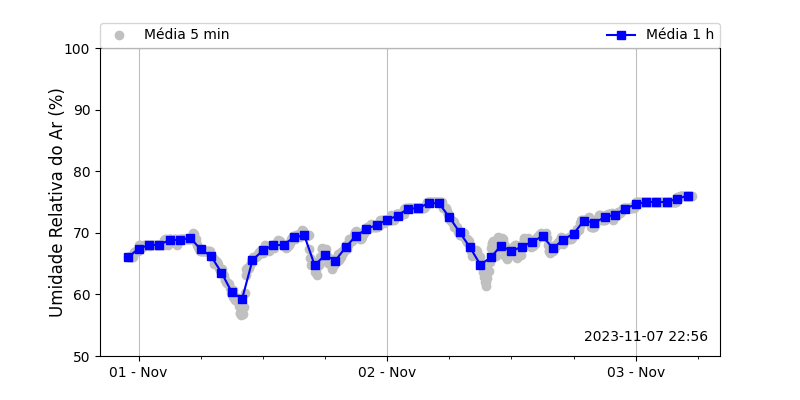 Média 5 min
Média 1 h
100
90
80
70
60
50
Umidade Relativa do Ar (%)
2023-11-07 22:56
01 - Nov
02 - Nov
03 - Nov